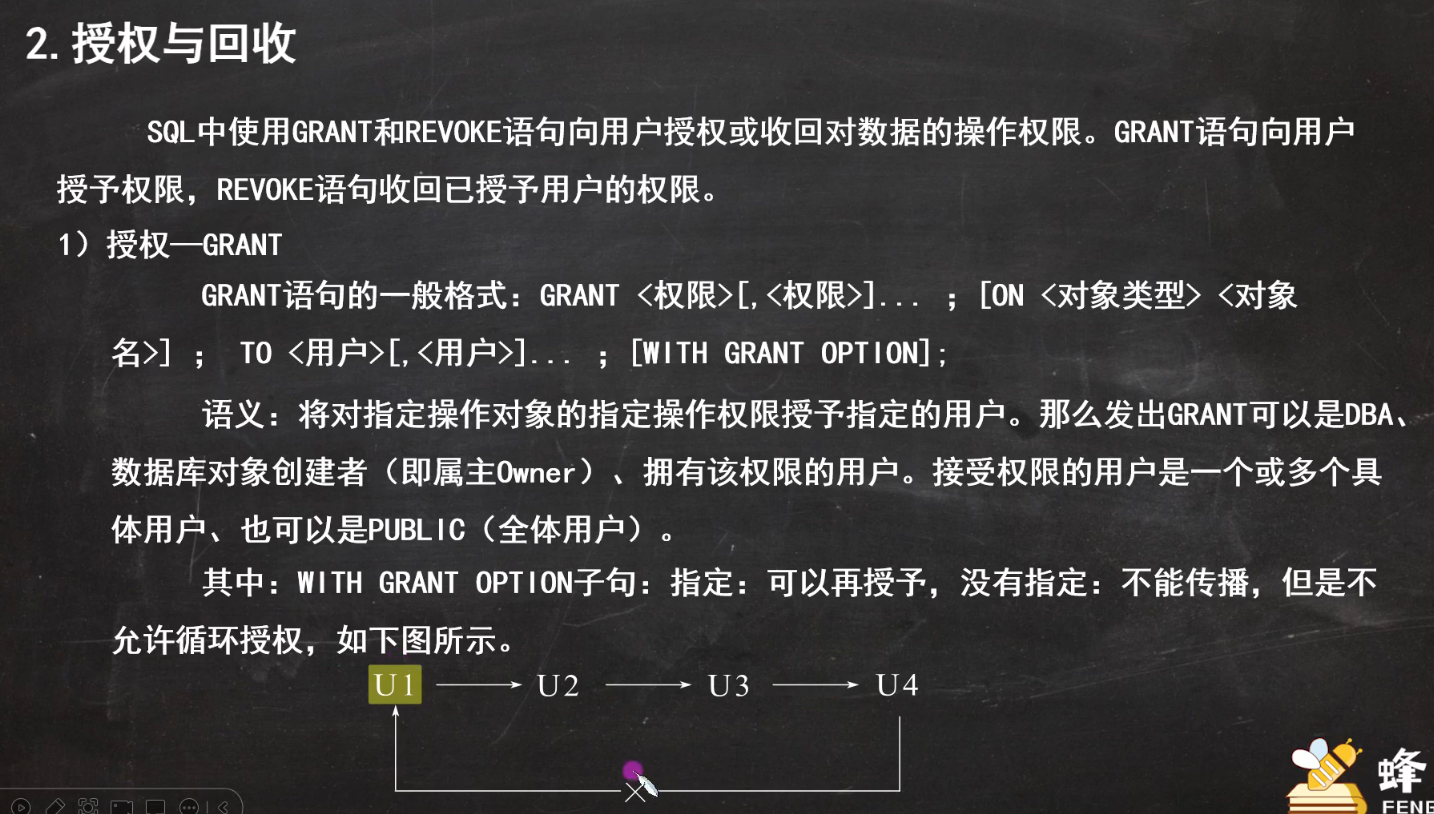 2.授权与回收
SQL中使用GRANT和REVOKE语句向用户授权或收回对数据的操作权限。GRANT语句向用户
授予权限，REVOKE语句收回已授予用户的权限。
1）授权—GRANT
GRANT语句的一般格式：GRANT <权限>[,<权限>]... ；[ON <对象类型> <对象
名>] ； TO <用户>[,<用户>]... ；[WITH GRANT OPTION];
语义：将对指定操作对象的指定操作权限授予指定的用户。那么发出GRANT可以是DBA、
数据库对象创建者（即属主Owner）、拥有该权限的用户。接受权限的用户是一个或多个具
体用户、也可以是PUBLIC（全体用户）。
其中：WITH GRANT OPTION子句：指定：可以再授予，没有指定：不能传播，但是不
允许循环授权，如下图所示。
U1 U2 U3 U4
蜂
FENG